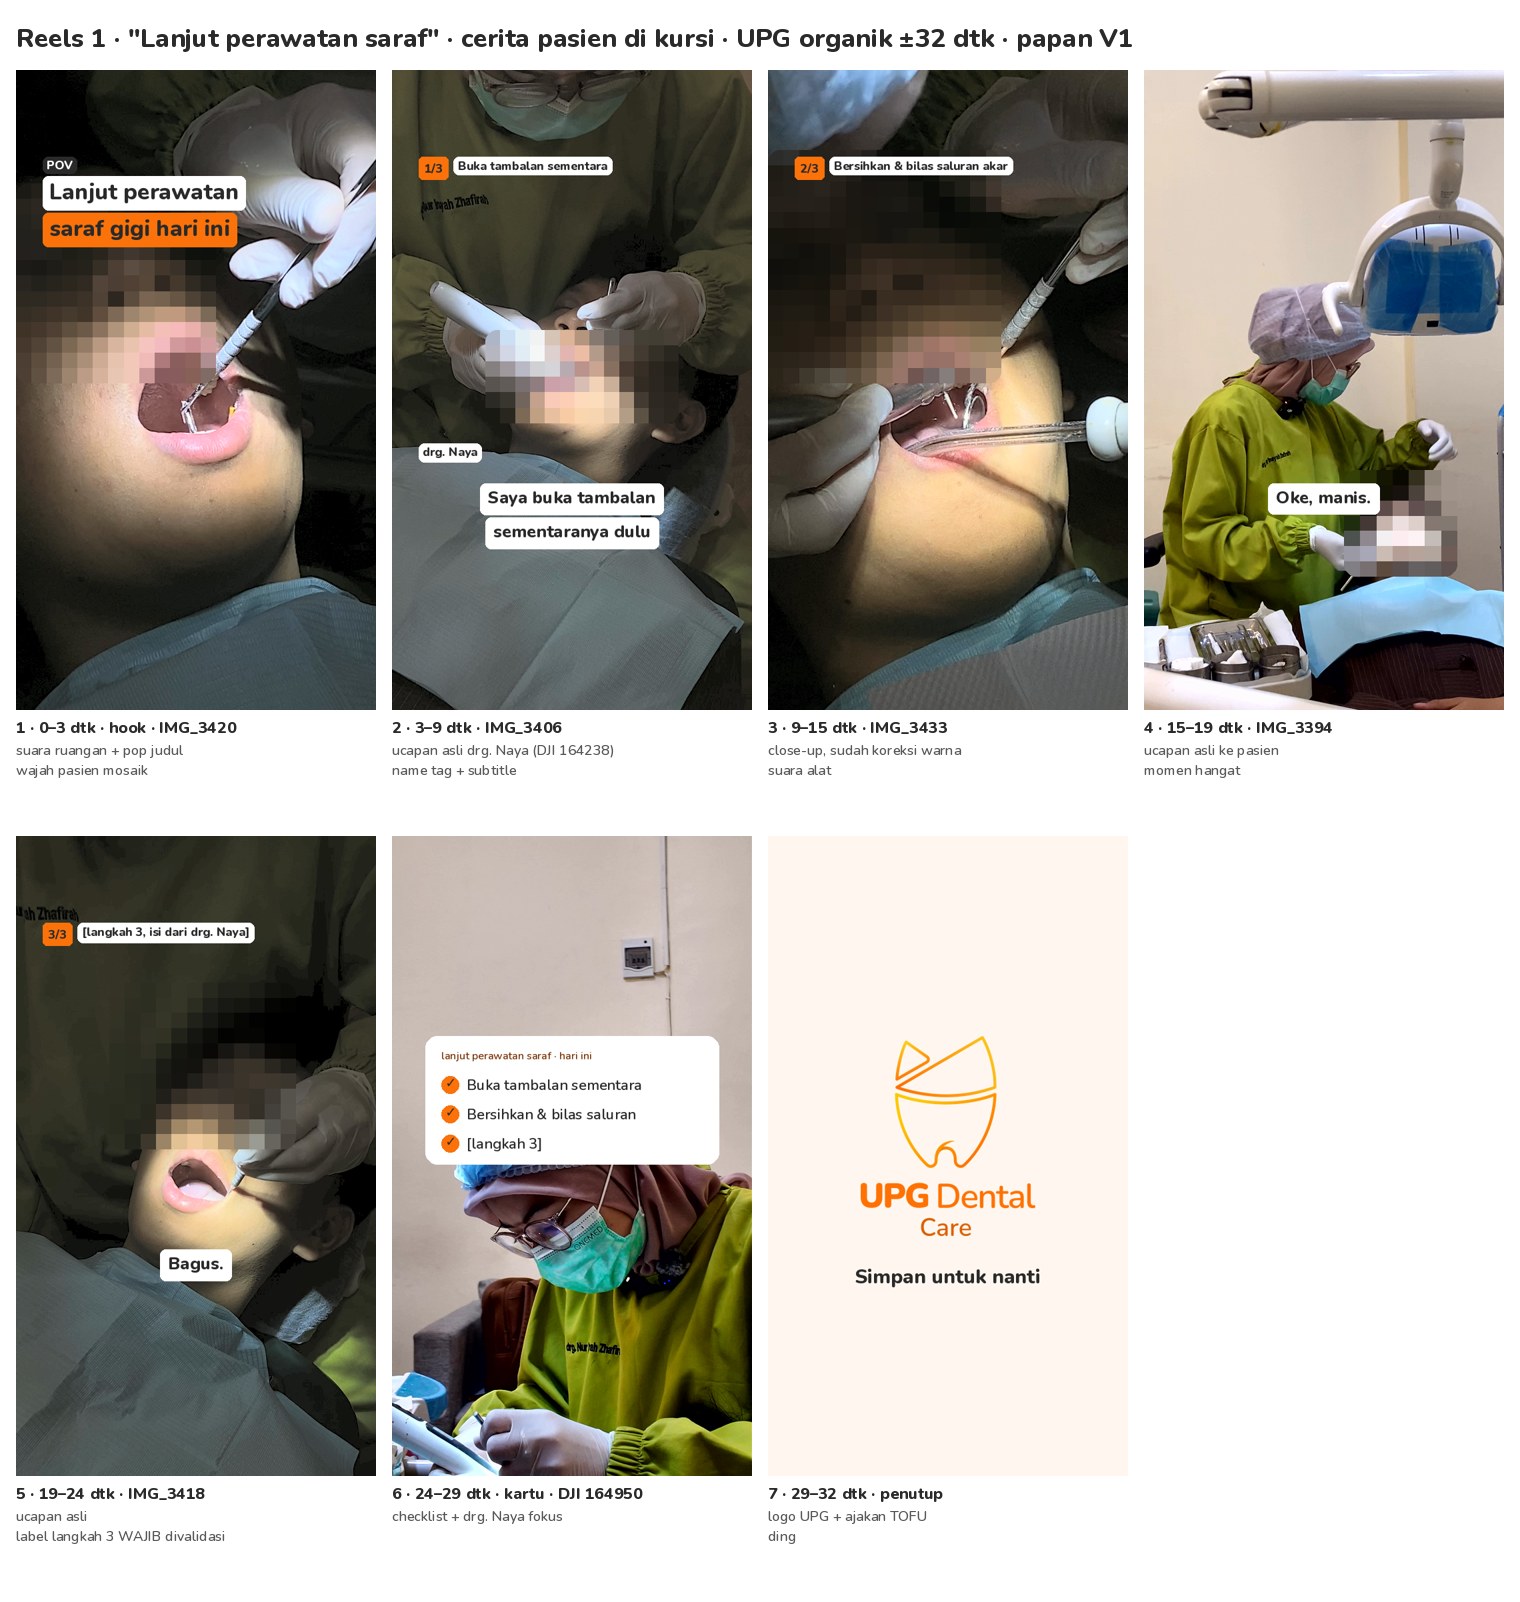 Reels 1 · "Lanjut perawatan saraf" · cerita pasien di kursi · UPG organik ±32 dtk · papan V1
POV
Lanjut perawatan
saraf gigi hari ini
1 · 0–3 dtk · hook · IMG_3420
suara ruangan + pop judul
wajah pasien mosaik
1/3 Buka tambalan sementara
Zhafirah
drg. Naya
Saya buka tambalan
sementaranya dulu
2 · 3–9 dtk · IMG_3406
ucapan asli drg. Naya (DJI 164238)
name tag + subtitle
2/3 Bersihkan & bilas saluran akar
3 · 9–15 dtk · IMG_3433
close-up, sudah koreksi warna
suara alat
Oke, manis.
4 · 15–19 dtk · IMG_3394
ucapan asli ke pasien
momen hangat
ah Zhafirah
3/3 [langkah 3, isi dari drg. Naya]
Bagus.
5 · 19–24 dtk · IMG_3418
ucapan asli
label langkah 3 WAJIB divalidasi
lanjut perawatan saraf · hari ini
✓ Buka tambalan sementara
✓ Bersihkan & bilas saluran
✓ [langkah 3]
drg. Nur
6 · 24–29 dtk · kartu · DJI 164950
checklist + drg. Naya fokus
UPG Dental
Care
Simpan untuk nanti
7 · 29–32 dtk · penutup
logo UPG + ajakan TOFU
ding